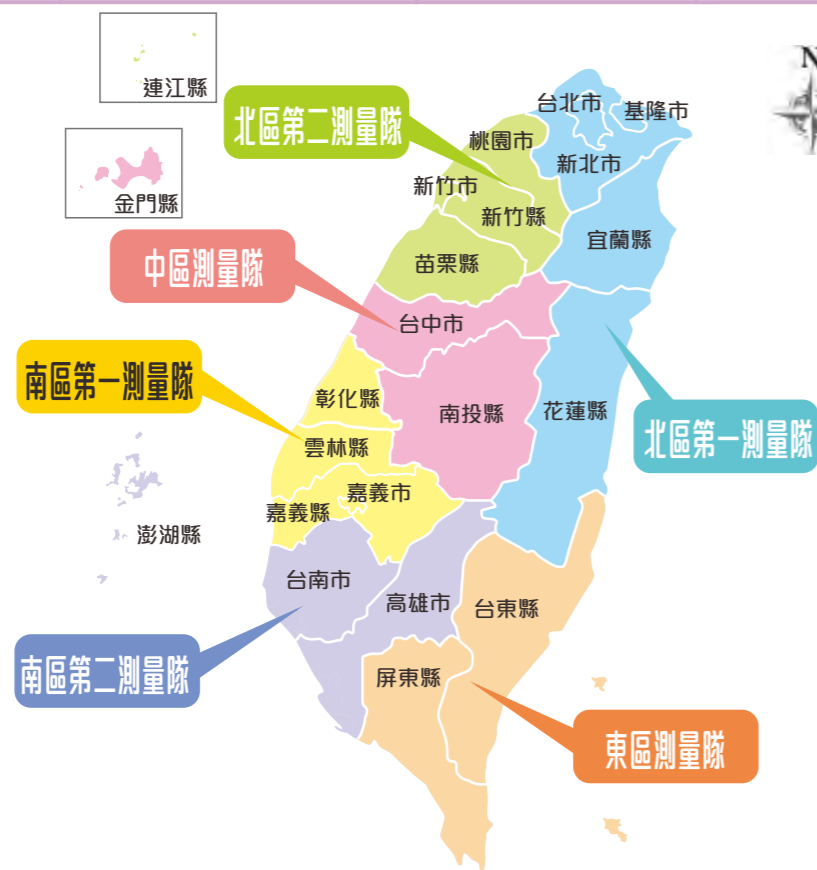 N
連江縣
北區第二測量隊
台北市
基隆市
桃園市
新北市
金門縣
新竹市
新竹縣
宜蘭縣
苗栗縣
中區測量隊
台中市
南區第一測量隊
彰化縣
南投縣
花蓮縣
北區第一測量隊
雲林縣
嘉義市
嘉義縣
澎湖縣
台南市
高雄市
台東縣
南區第二測量隊
屏東縣
東區測量隊